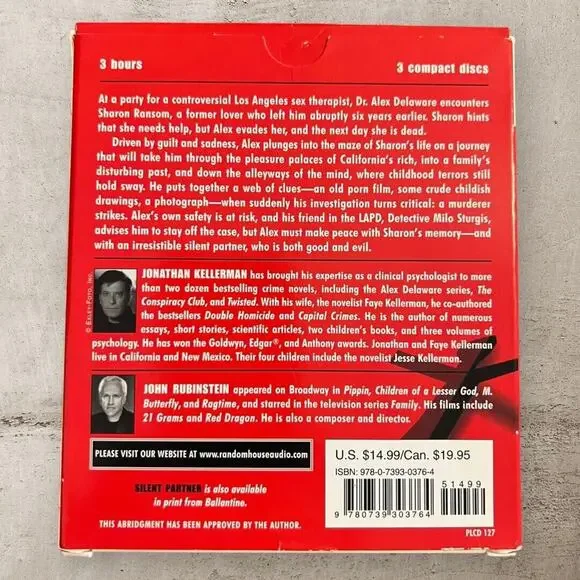 3 hours
3 compact discs
At a party for a controversial Los Angeles sex therapist, Dr. Alex Delaware encounters
Sharon Ransom, a former lover who left him abruptly six years earlier. Sharon hints
that she needs help, but Alex evades her, and the next day she is dead.
Driven by guilt and sadness, Alex plunges into the maze of Sharon's life on a journey
that will take him through the pleasure palaces of California's rich, into a family's
disturbing past, and down the alleyways of the mind, where childhood terrors still
hold sway. He puts together a web of clues—an old porn film, some crude childish
drawings, a photograph—when suddenly his investigation turns critical: a murderer
strikes. Alex's own safety is at risk, and his friend in the LAPD, Detective Milo Sturgis,
advises him to stay off the case, but Alex must make peace with Sharon's memory—and
with an irresistible silent partner, who is both good and evil.
© ELLEN FOTO, INC.
JONATHAN KELLERMAN has brought his expertise as a clinical psychologist to more
than two dozen bestselling crime novels, including the Alex Delaware series, The
Conspiracy Club, and Twisted. With his wife, the novelist Faye Kellerman, he co-authored
the bestsellers Double Homicide and Capital Crimes. He is the author of numerous
essays, short stories, scientific articles, two children's books, and three volumes of
psychology. He has won the Goldwyn, Edgar®, and Anthony awards. Jonathan and Faye Kellerman
live in California and New Mexico. Their four children include the novelist Jesse Kellerman.
JOHN RUBINSTEIN appeared on Broadway in Pippin, Children of a Lesser God, M.
Butterfly, and Ragtime, and starred in the television series Family. His films include
21 Grams and Red Dragon. He is also a composer and director.
PLEASE VISIT OUR WEBSITE AT www.randomhouseaudio.com
SILENT PARTNER is also available
in print from Ballantine.
THIS ABRIDGMENT HAS BEEN APPROVED BY THE AUTHOR.
U.S. $14.99/Can. $19.95
ISBN: 978-0-7393-0376-4
51499
9 780739 303764
PLCD 127